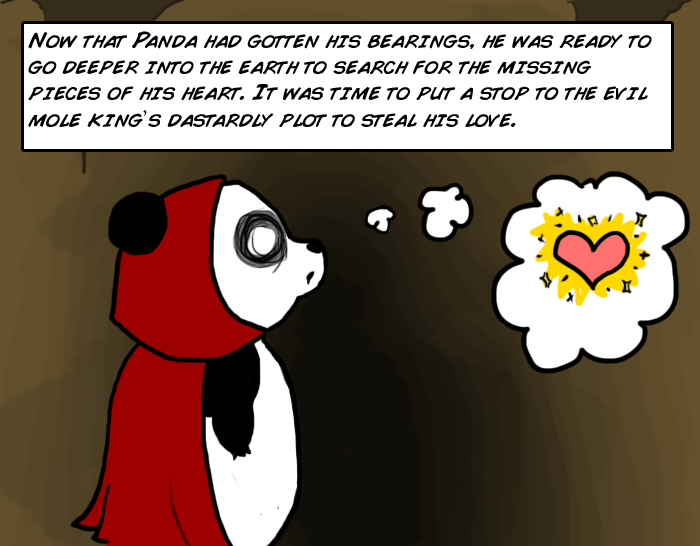 Now that Panda had gotten his bearings, he was ready to
go deeper into the earth to search for the missing
pieces of his heart. It was time to put a stop to the evil
mole king's dastardly plot to steal his love.